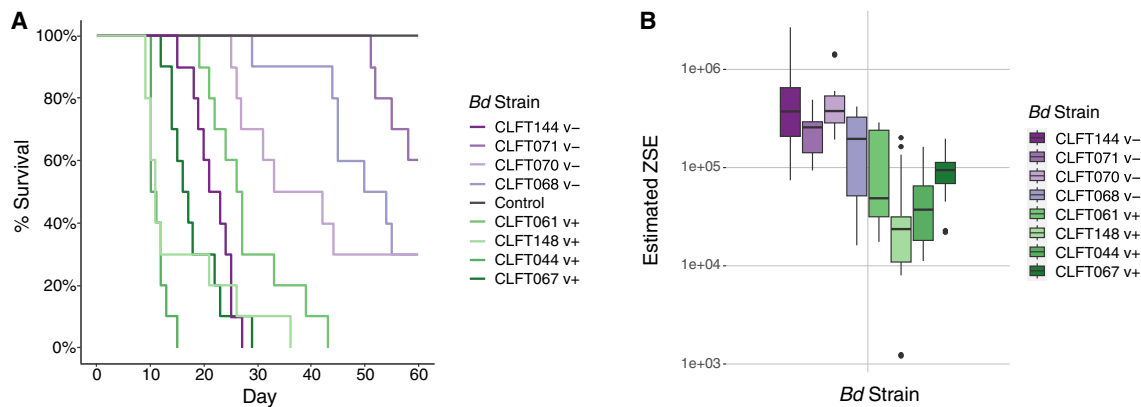 A
% Survival
100%
80%
60%
40%
20%
0%
0 10 20 30 40 50 60
Day
Bd Strain
CLFT144 v−
CLFT071 v−
CLFT070 v−
CLFT068 v−
Control
CLFT061 v+
CLFT148 v+
CLFT044 v+
CLFT067 v+
B
Estimated ZSE
1e+06
1e+05
1e+04
1e+03
Bd Strain
Bd Strain
CLFT144 v−
CLFT071 v−
CLFT070 v−
CLFT068 v−
CLFT061 v+
CLFT148 v+
CLFT044 v+
CLFT067 v+